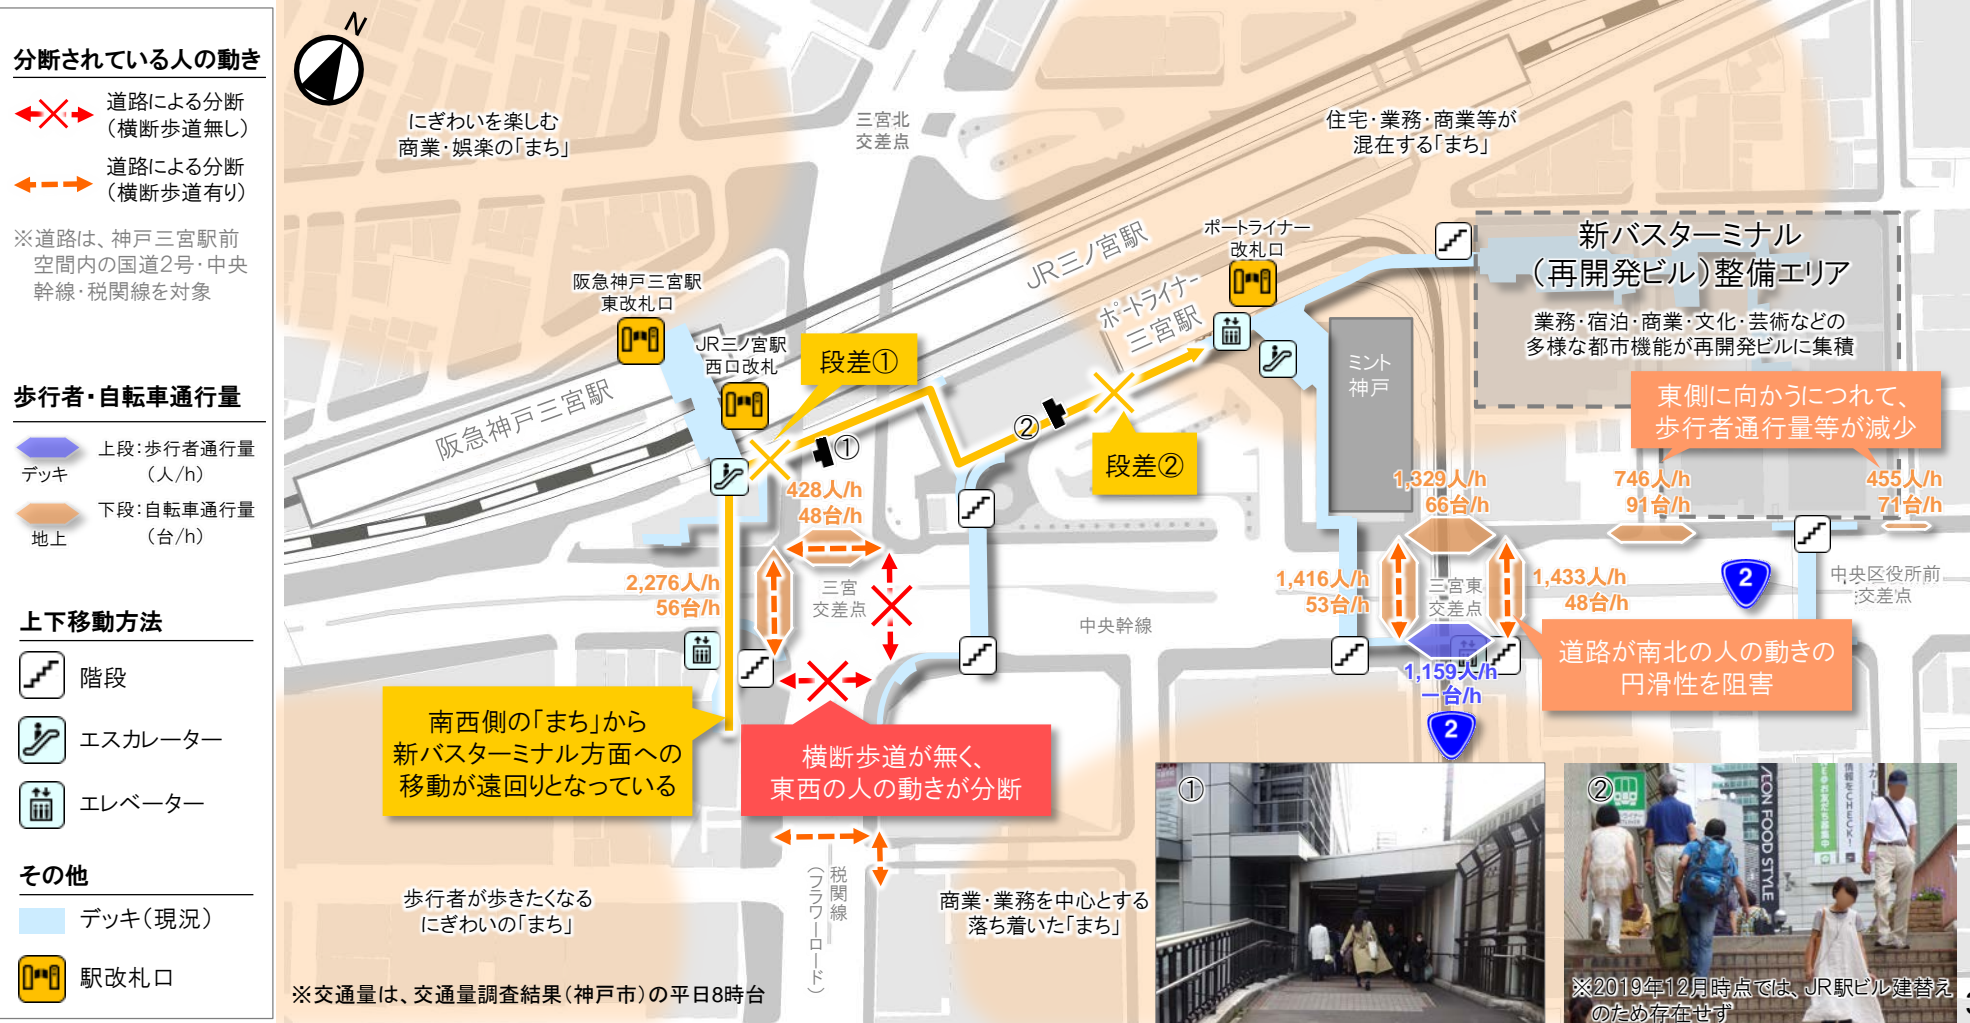 分断されている人の動き
道路による分断
（横断歩道無し）
道路による分断
（横断歩道有り）
※道路は、神戸三宮駅前
空間内の国道2号・中央
幹線・税関線を対象
歩行者・自転車通行量
デッキ
上段：歩行者通行量
（人/h）
地上
下段：自転車通行量
（台/h）
上下移動方法
階段
エスカレーター
エレベーター
その他
デッキ（現況）
駅改札口
N
にぎわいを楽しむ
商業・娯楽の「まち」
三宮北
交差点
住宅・業務・商業等が
混在する「まち」
阪急神戸三宮駅
東改札口
JR三ノ宮駅
西口改札
阪急神戸三宮駅
JR三ノ宮駅
ポートライナー
三宮駅
ポートライナー
改札口
ミント
神戸
新バスターミナル
（再開発ビル）整備エリア
業務・宿泊・商業・文化・芸術などの
多様な都市機能が再開発ビルに集積
段差①
①
②
段差②
東側に向かうにつれて、
歩行者通行量等が減少
428人/h
48台/h
1,329人/h
66台/h
746人/h
91台/h
455人/h
71台/h
2,276人/h
56台/h
三宮
交差点
中央幹線
1,416人/h
53台/h
三宮東
交差点
1,433人/h
48台/h
2
中央区役所前
交差点
1,159人/h
ー台/h
2
道路が南北の人の動きの
円滑性を阻害
南西側の「まち」から
新バスターミナル方面への
移動が遠回りとなっている
横断歩道が無く、
東西の人の動きが分断
歩行者が歩きたくなる
にぎわいの「まち」
税関線
（フラワーロード）
商業・業務を中心とする
落ち着いた「まち」
※交通量は、交通量調査結果（神戸市）の平日8時台
①
②
ION FOOD STYLE
情報をCHECK!
※2019年12月時点では、JR駅ビル建替え
のため存在せず